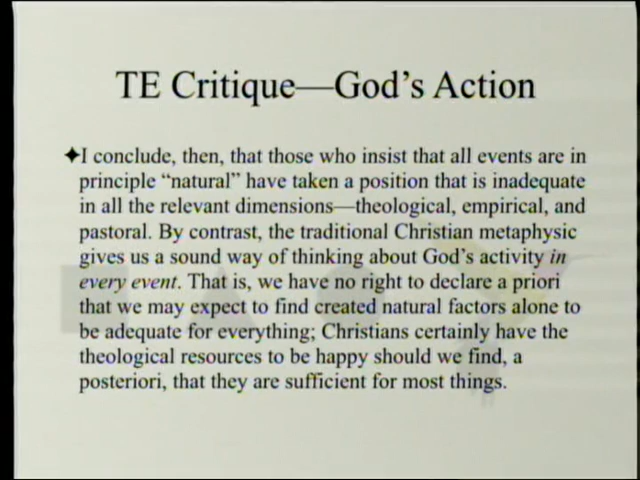 TE Critique—God's Action
✦I conclude, then, that those who insist that all events are in
principle “natural” have taken a position that is inadequate
in all the relevant dimensions—theological, empirical, and
pastoral. By contrast, the traditional Christian metaphysic
gives us a sound way of thinking about God's activity in
every event. That is, we have no right to declare a priori
that we may expect to find created natural factors alone to
be adequate for everything; Christians certainly have the
theological resources to be happy should we find, a
posteriori, that they are sufficient for most things.